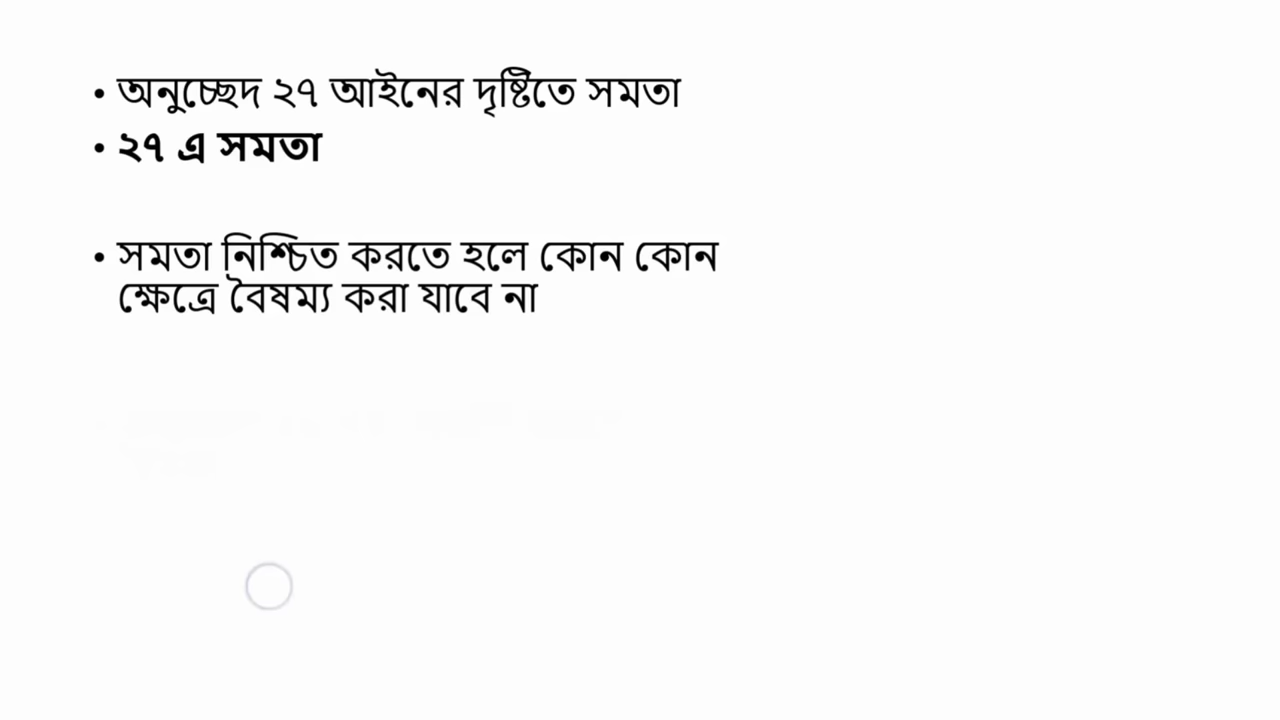 • অনুচ্ছেদ ২৭ আইনের দৃষ্টিতে সমতা
• ২৭ এ সমতা
• সমতা নিশ্চিত করতে হলে কোন কোন
ক্ষেত্রে বৈষম্য করা যাবে না